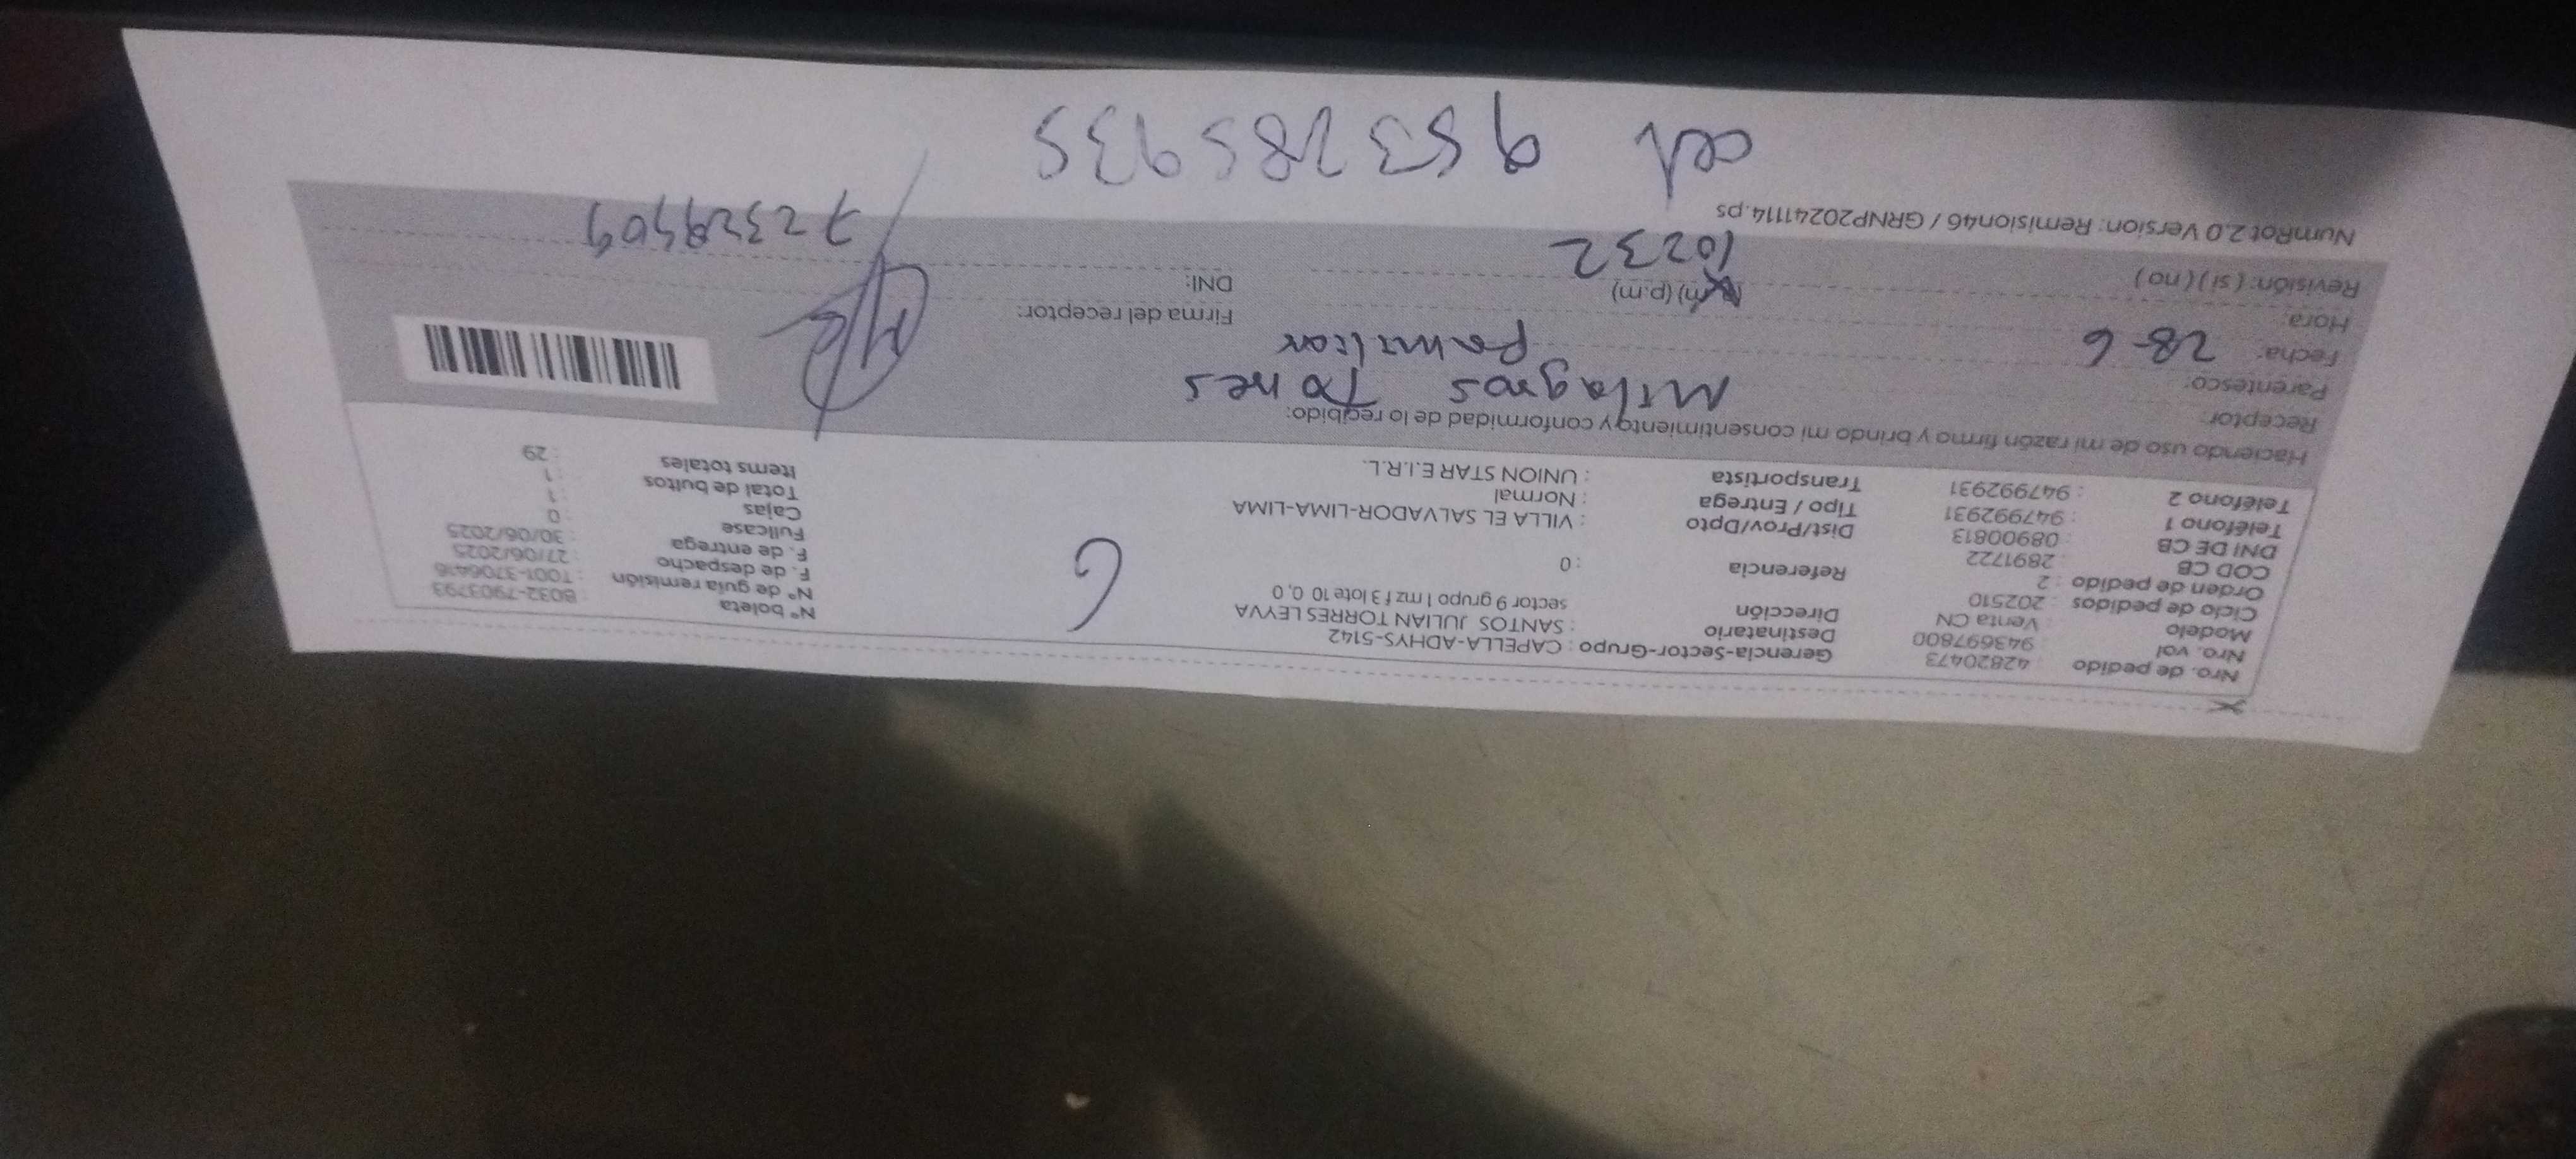 Nro. de pedido : 42820473
Nro. vol : 943697800
Modelo : Venta CN
Ciclo de pedidos : 202510
Orden de pedido : 2
COD CB : 2891722
DNI DE CB : 08900813
Teléfono 1 : 947992931
Teléfono 2 : 947992931
Gerencia-Sector-Grupo : CAPELLA-ADHYS-5142
Destinatario : SANTOS JULIAN TORRES LEYVA
Dirección sector 9 grupo 1 mz f 3 lote 10 0, 0
Referencia : 0
Dist/Prov/Dpto : VILLA EL SALVADOR-LIMA-LIMA
Tipo / Entrega : Normal
Transportista : UNION STAR E.I.R.L.
6
N° boleta : B032-7903793
N° de guía remisión : T001-3706416
F. de despacho : 27/06/2025
F. de entrega : 30/06/2025
Fullcase : 0
Cajas : 1
Total de bultos : 1
Items totales : 29
Haciendo uso de mi razón firmo y brindo mi consentimiento y conformidad de lo recibido:
Receptor: Milagros Torres
Parentesco: Familiar
Fecha: 28-6
Hora: (p.m) 10232
Revisión: ( si ) ( no )
Firma del receptor:
DNI:
NumRot 2.0 Version: Remision46 / GRNP20241114.ps
cel